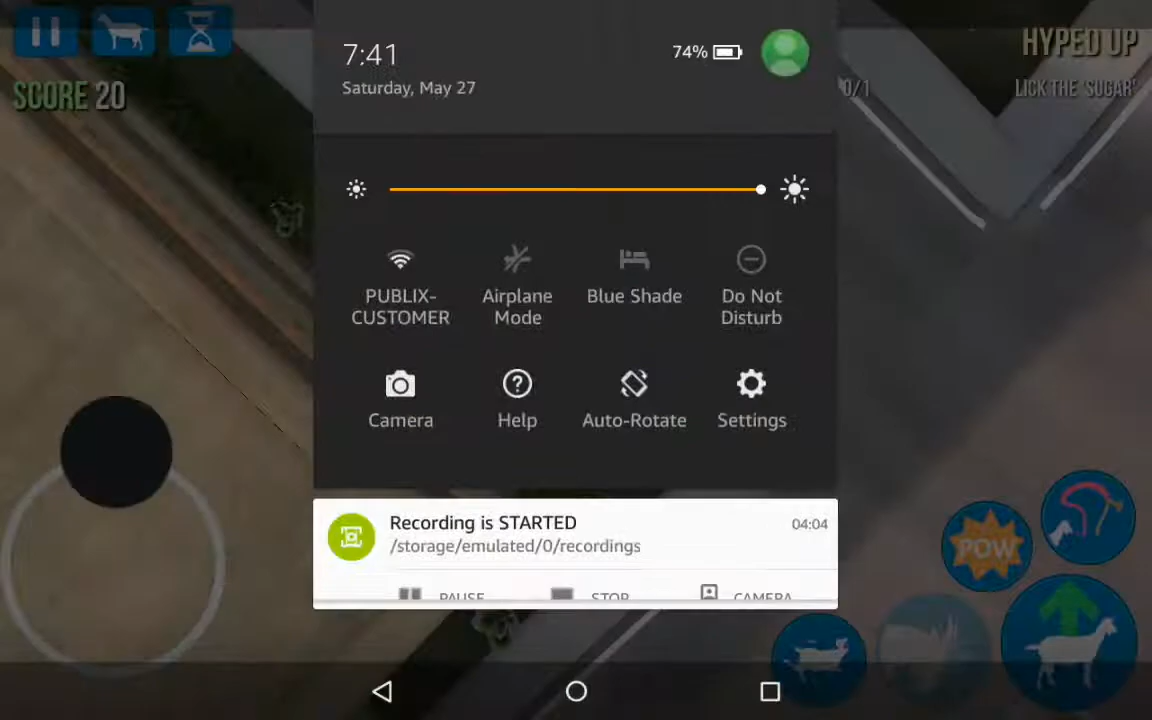 7:41
74%
Saturday, May 27
HYPED UP
SCORE 20
0/1
LICK THE 'SUGAR'
PUBLIX-
CUSTOMER
Airplane
Mode
Blue Shade
Do Not
Disturb
Camera
Help
Auto-Rotate
Settings
Recording is STARTED
04:04
/storage/emulated/0/recordings
POW
PAUSE
STOP
CAMERA